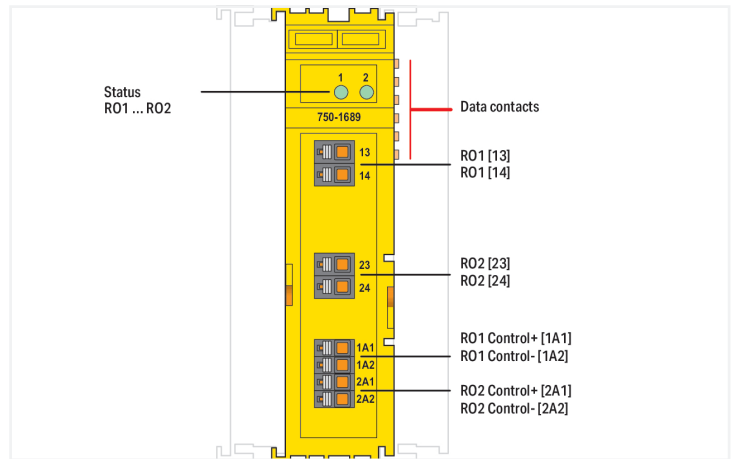 Status
RO1 ... RO2
1 2
750-1689
Data contacts
13
14
RO1 [13]
RO1 [14]
23
24
RO2 [23]
RO2 [24]
1A1
1A2
2A1
2A2
RO1 Control+ [1A1]
RO1 Control- [1A2]
RO2 Control+ [2A1]
RO2 Control- [2A2]